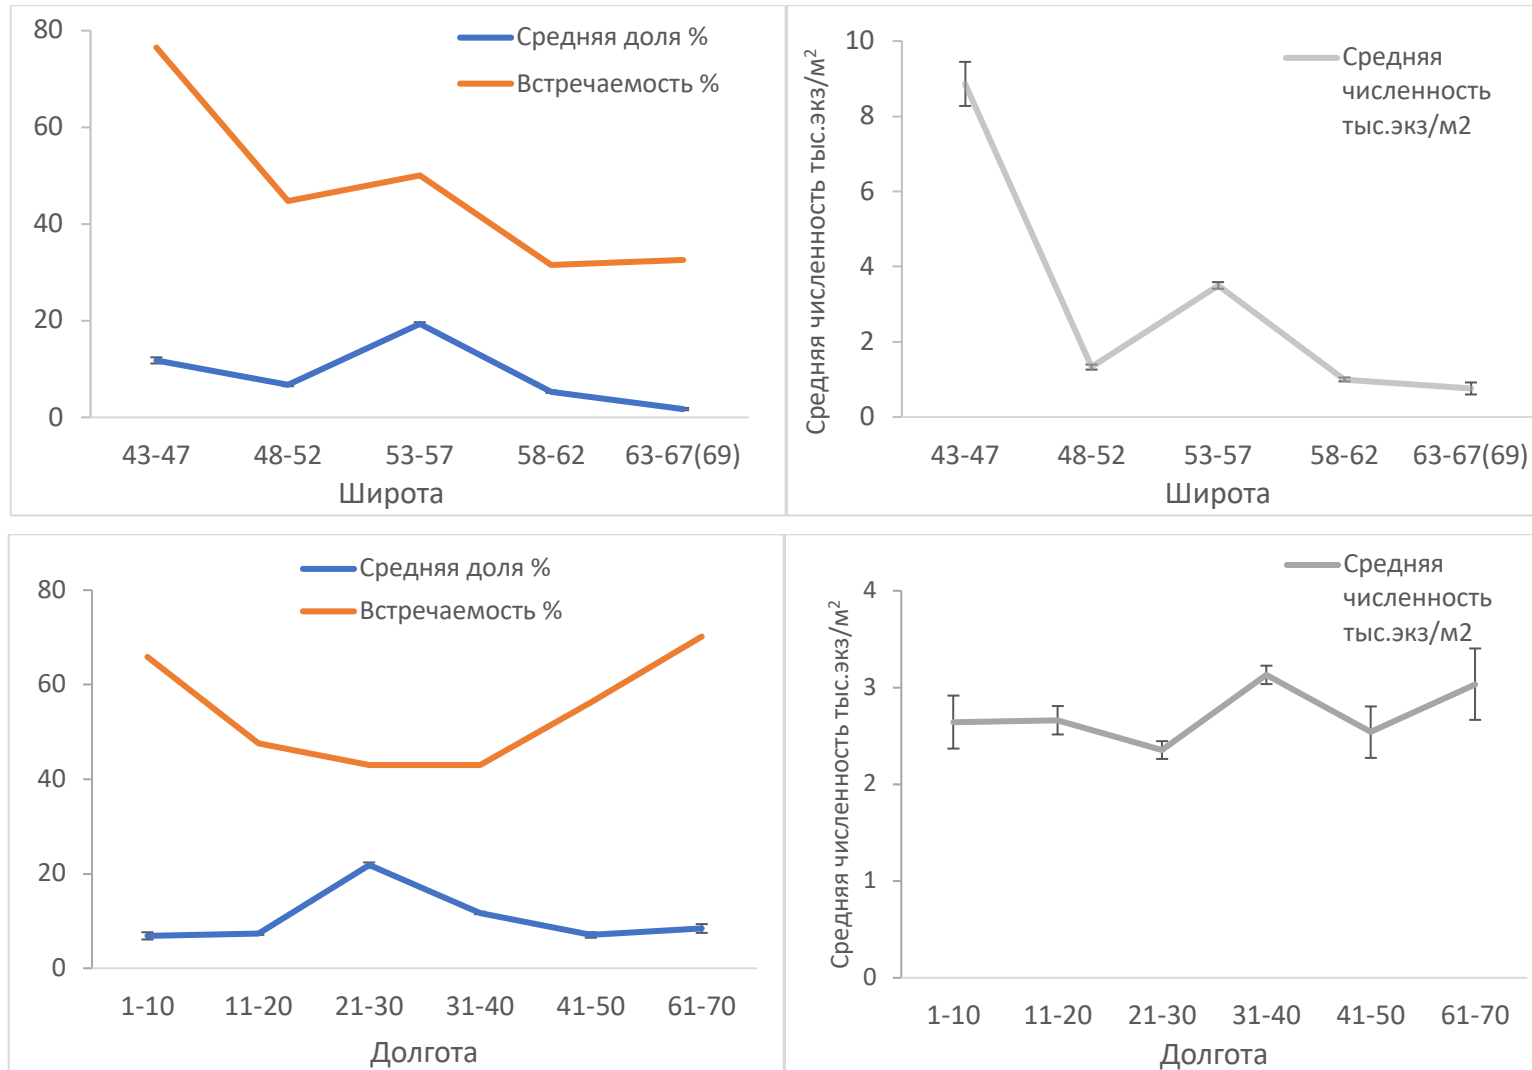 80
60
40
20
0
Средняя доля %
Встречаемость %
43-47 48-52 53-57 58-62 63-67(69)
Широта
Средняя численность тыс.экз/м²
10
8
6
4
2
0
Средняя
численность
тыс.экз/м2
43-47 48-52 53-57 58-62 63-67(69)
Широта
80
60
40
20
0
Средняя доля %
Встречаемость %
1-10 11-20 21-30 31-40 41-50 61-70
Долгота
Средняя численность тыс.экз/м²
4
3
2
1
0
Средняя
численность
тыс.экз/м2
1-10 11-20 21-30 31-40 41-50 61-70
Долгота